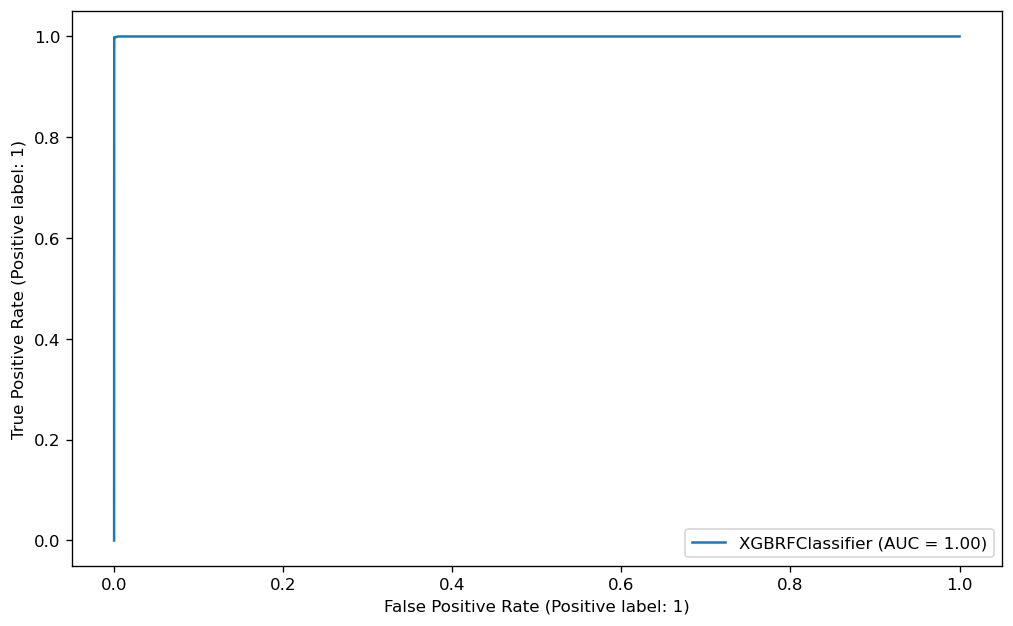 1.0
0.8
0.6
0.4
0.2
0.0
True Positive Rate (Positive label: 1)
XGBRFClassifier (AUC = 1.00)
0.0 0.2 0.4 0.6 0.8 1.0
False Positive Rate (Positive label: 1)